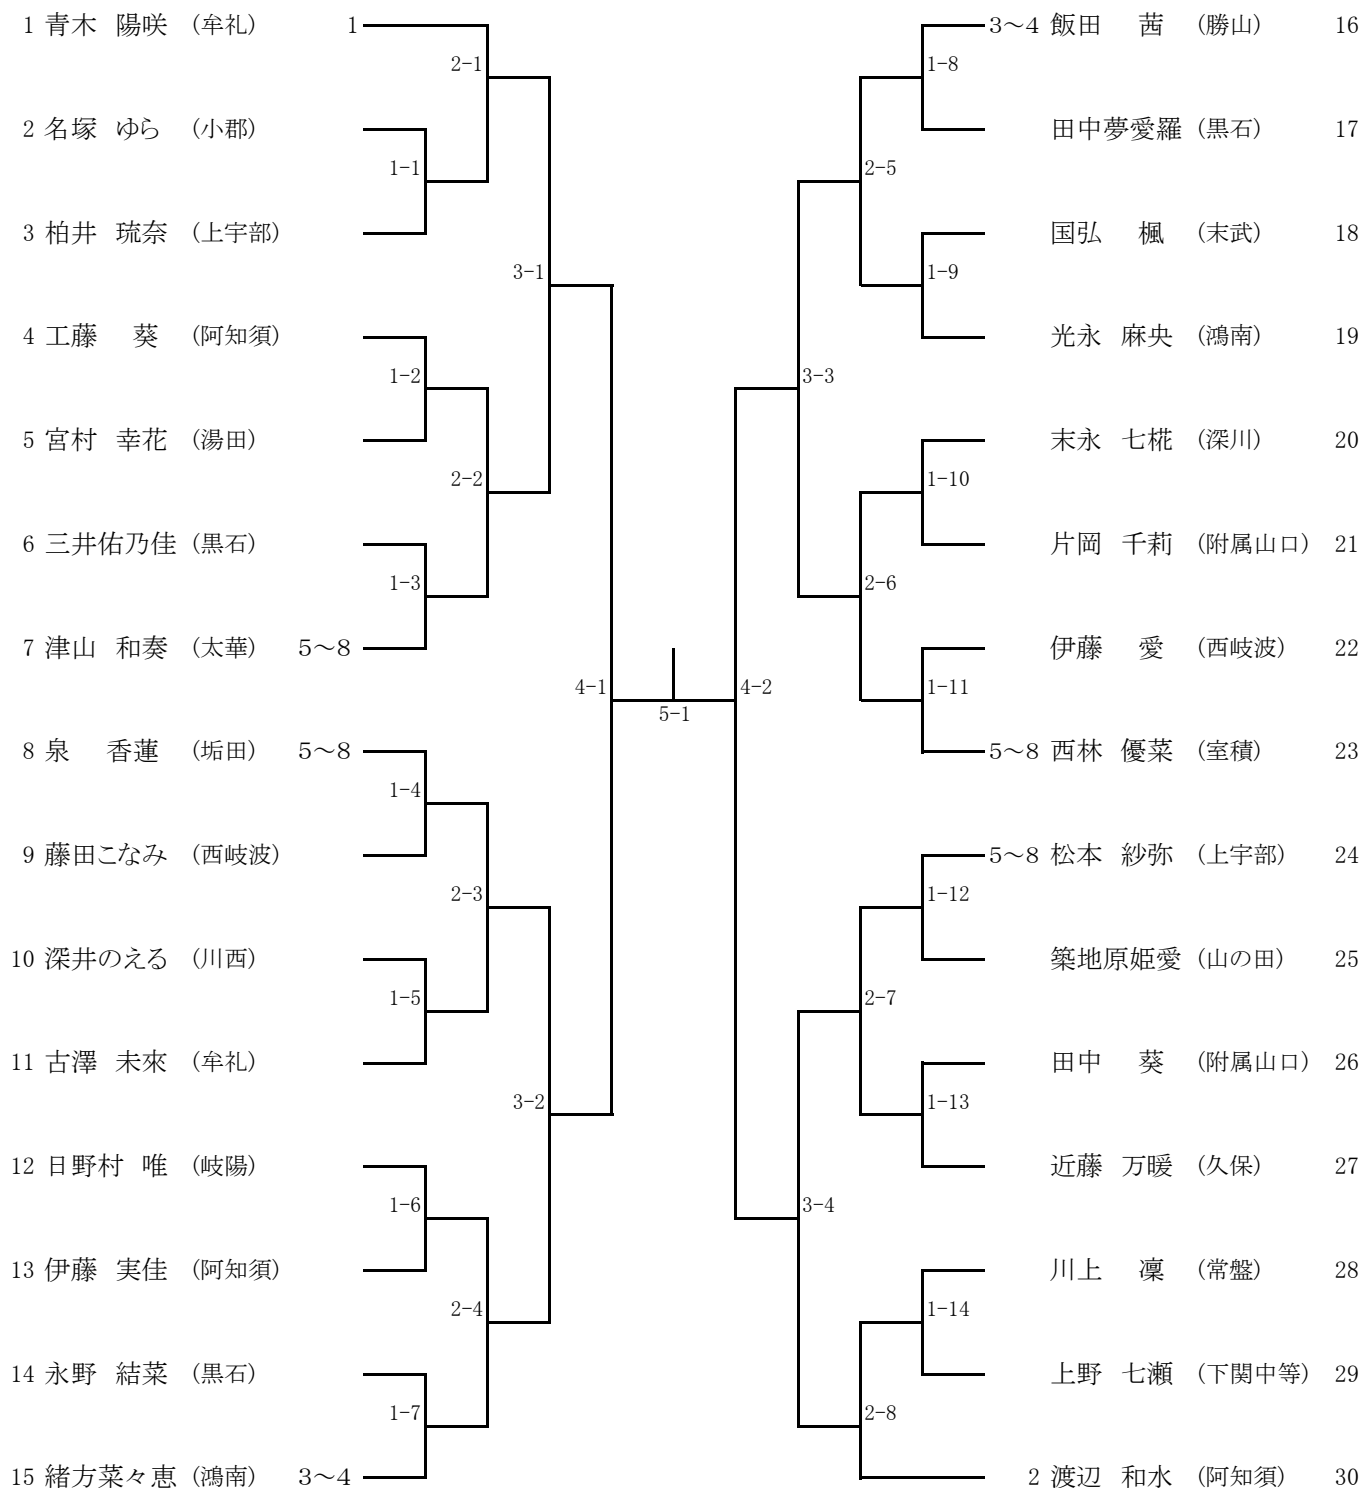 1 青木 陽咲 (牟礼) 1
2-1
2 名塚 ゆら (小郡)
1-1
3 柏井 琉奈 (上宇部)
3-1
4 工藤 葵 (阿知須)
1-2
5 宮村 幸花 (湯田)
2-2
6 三井佑乃佳 (黒石)
1-3
7 津山 和奏 (太華) 5～8
4-1
8 泉 香蓮 (垢田) 5～8
1-4
9 藤田こなみ (西岐波)
2-3
10 深井のえる (川西)
1-5
11 古澤 未來 (牟礼)
3-2
12 日野村 唯 (岐陽)
1-6
13 伊藤 実佳 (阿知須)
2-4
14 永野 結菜 (黒石)
1-7
15 緒方菜々恵 (鴻南) 3～4
5-1
3～4 飯田 茜 (勝山) 16
1-8
田中夢愛羅 (黒石) 17
2-5
国弘 楓 (末武) 18
1-9
光永 麻央 (鴻南) 19
3-3
末永 七椛 (深川) 20
1-10
片岡 千莉 (附属山口) 21
2-6
伊藤 愛 (西岐波) 22
1-11
4-2
5～8 西林 優菜 (室積) 23
5～8 松本 紗弥 (上宇部) 24
1-12
築地原姫愛 (山の田) 25
2-7
田中 葵 (附属山口) 26
1-13
近藤 万暖 (久保) 27
3-4
川上 凜 (常盤) 28
1-14
上野 七瀬 (下関中等) 29
2-8
2 渡辺 和水 (阿知須) 30